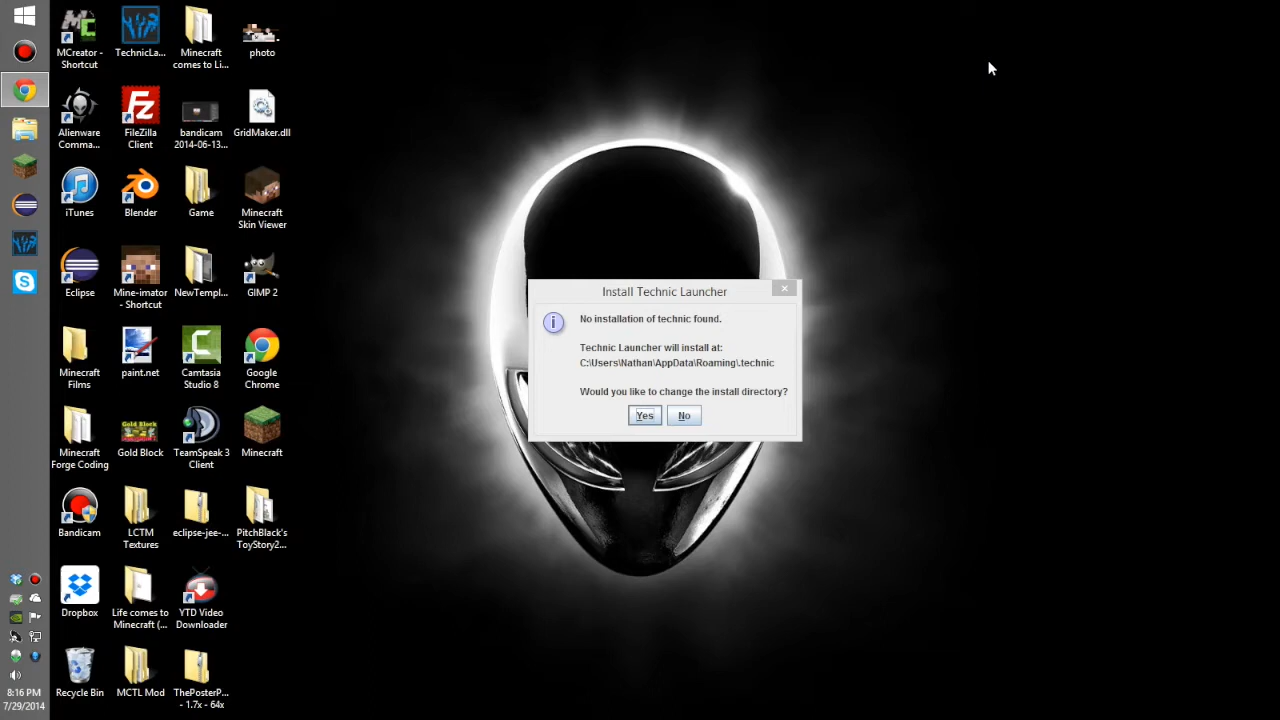 MCreator -
Shortcut
TechnicLa...
Minecraft
comes to Li...
photo
Alienware
Comma...
FileZilla
Client
bandicam
2014-06-13...
GridMaker.dll
iTunes
Blender
Game
Minecraft
Skin Viewer
Eclipse
Mine-imator
- Shortcut
NewTempl...
GIMP 2
Minecraft
Films
paint.net
Camtasia
Studio 8
Google
Chrome
Minecraft
Forge Coding
Gold Block
TeamSpeak 3
Client
Minecraft
Bandicam
LCTM
Textures
eclipse-jee-...
PitchBlack's
ToyStory2...
Dropbox
Life comes to
Minecraft (...
YTD Video
Downloader
Recycle Bin
MCTL Mod
ThePosterP...
- 1.7x - 64x
Install Technic Launcher
No installation of technic found.
Technic Launcher will install at:
C:\Users\Nathan\AppData\Roaming\.technic
Would you like to change the install directory?
Yes
No
8:16 PM
7/29/2014